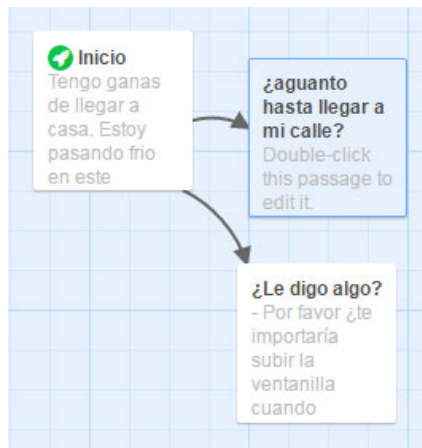 Inicio
Tengo ganas
de llegar a
casa. Estoy
pasando frio
en este
¿aguanto
hasta llegar a
mi calle?
Double-click
this passage to
edit it.
¿Le digo algo?
- Por favor ¿te
importaría
subir la
ventanilla
cuando